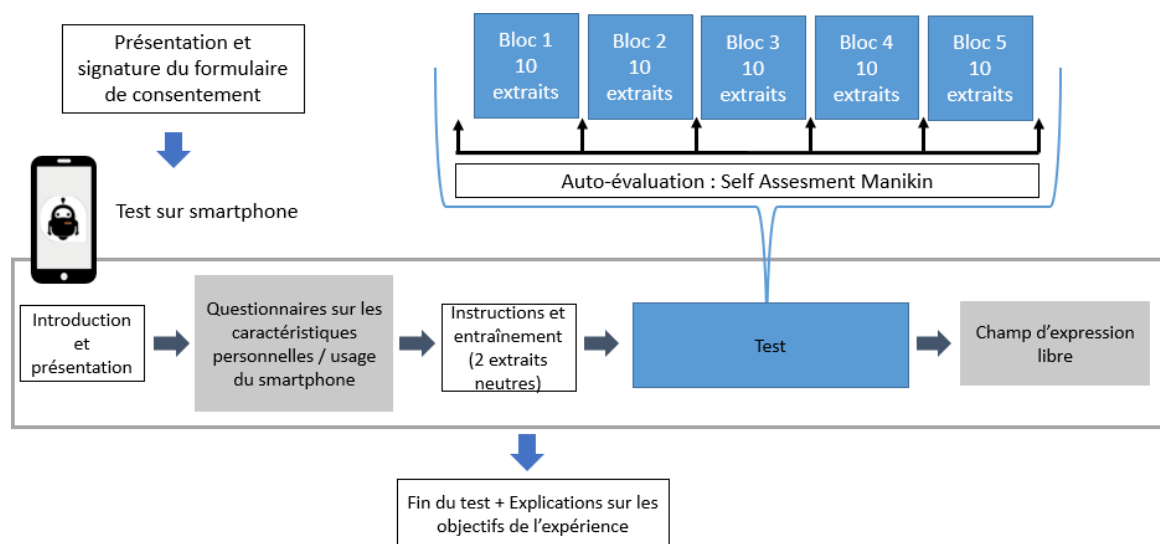 Présentation et
signature du formulaire
de consentement
Bloc 1
10
extraits
Bloc 2
10
extraits
Bloc 3
10
extraits
Bloc 4
10
extraits
Bloc 5
10
extraits
Auto-évaluation : Self Assesment Manikin
Test sur smartphone
Introduction
et
présentation
Questionnaires sur les
caractéristiques
personnelles / usage
du smartphone
Instructions et
entraînement
(2 extraits
neutres)
Test
Champ d’expression
libre
Fin du test + Explications sur les
objectifs de l’expérience